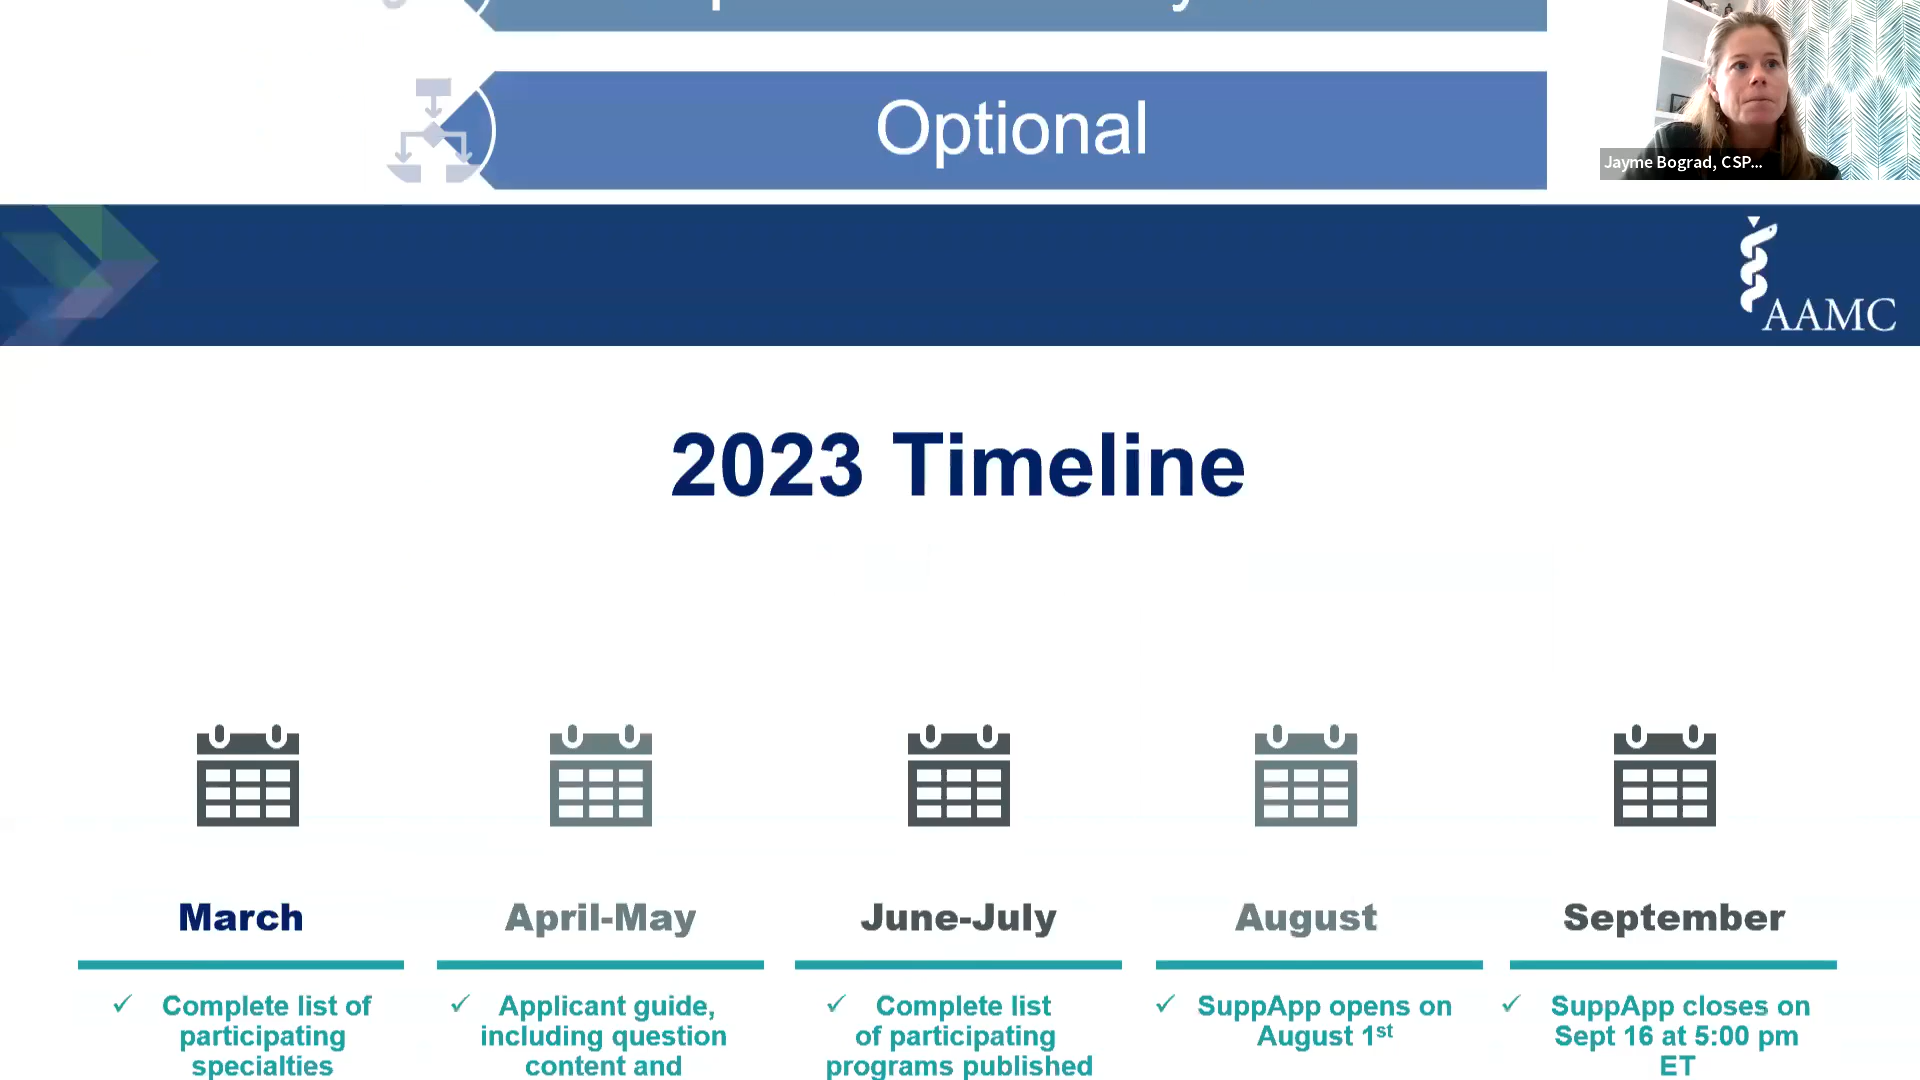 Optional
Jayme Bograd, CSP...
AAMC
2023 Timeline
March
April-May
June-July
August
September
✓ Complete list of
participating
specialties
✓ Applicant guide,
including question
content and
✓ Complete list
of participating
programs published
✓ SuppApp opens on
August 1st
✓ SuppApp closes on
Sept 16 at 5:00 pm
ET